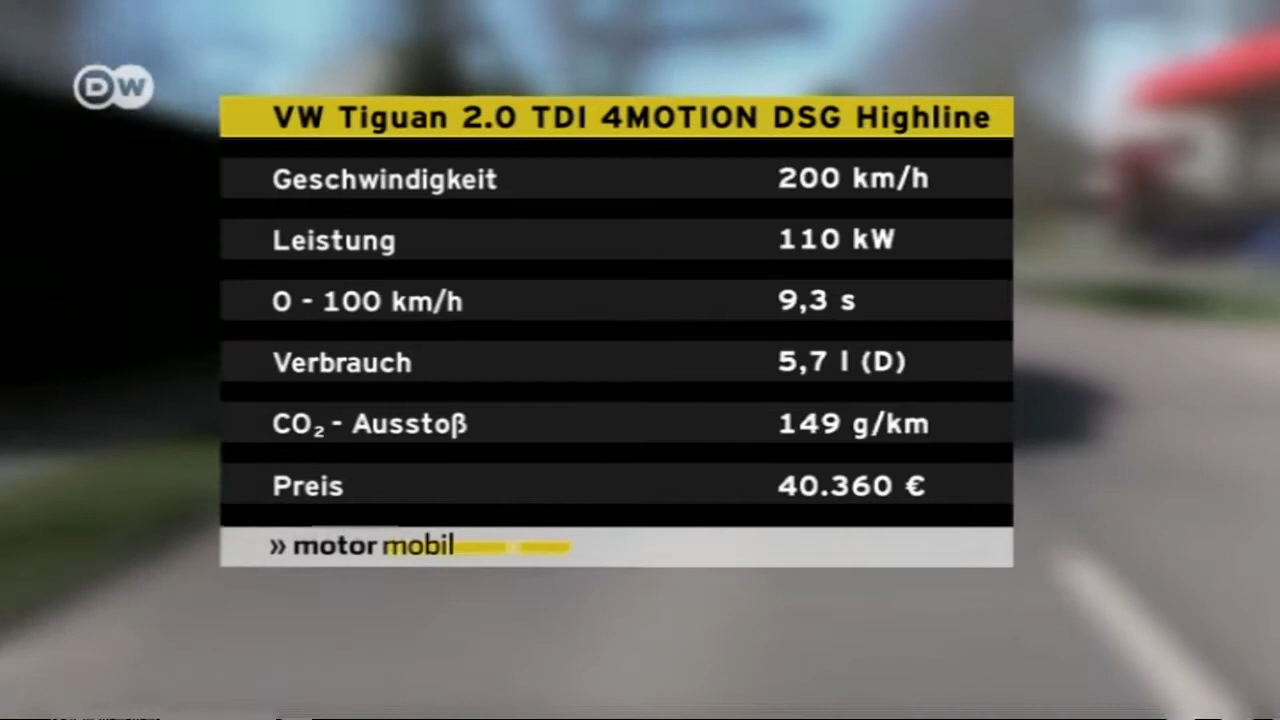 DW
VW Tiguan 2.0 TDI 4MOTION DSG Highline
Geschwindigkeit 200 km/h
Leistung 110 kW
0 - 100 km/h 9,3 s
Verbrauch 5,7 l (D)
CO₂ - Ausstoß 149 g/km
Preis 40.360 €
» motor mobil